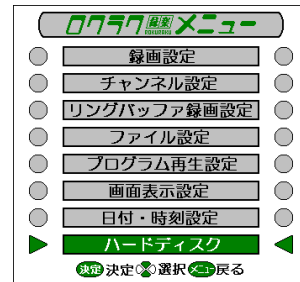 ロクラク メニュー
録画設定
チャンネル設定
リングバッファ録画設定
ファイル設定
プログラム再生設定
画面表示設定
日付・時刻設定
ハードディスク
決定 決定 選択 メニュー 戻る